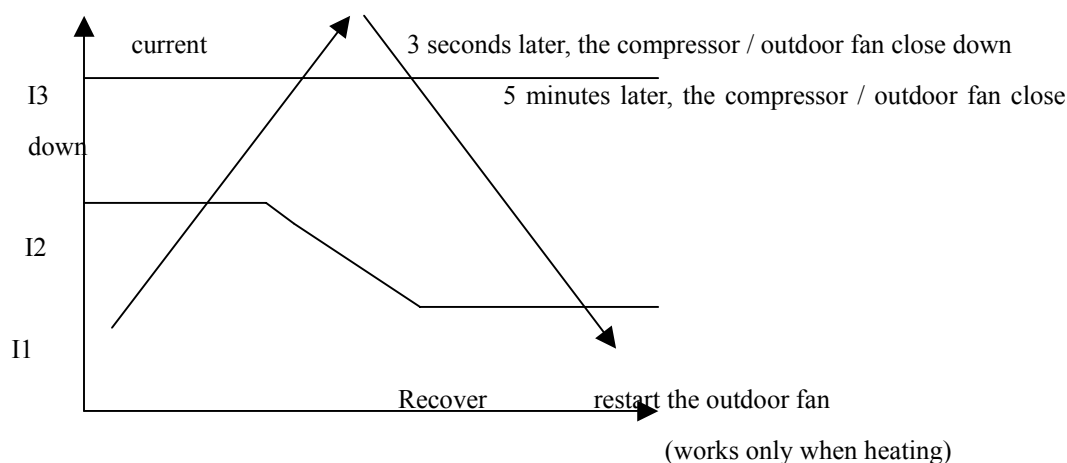 current 3 seconds later, the compressor / outdoor fan close down
I3 5 minutes later, the compressor / outdoor fan close
down
I2
I1
Recover restart the outdoor fan
(works only when heating)